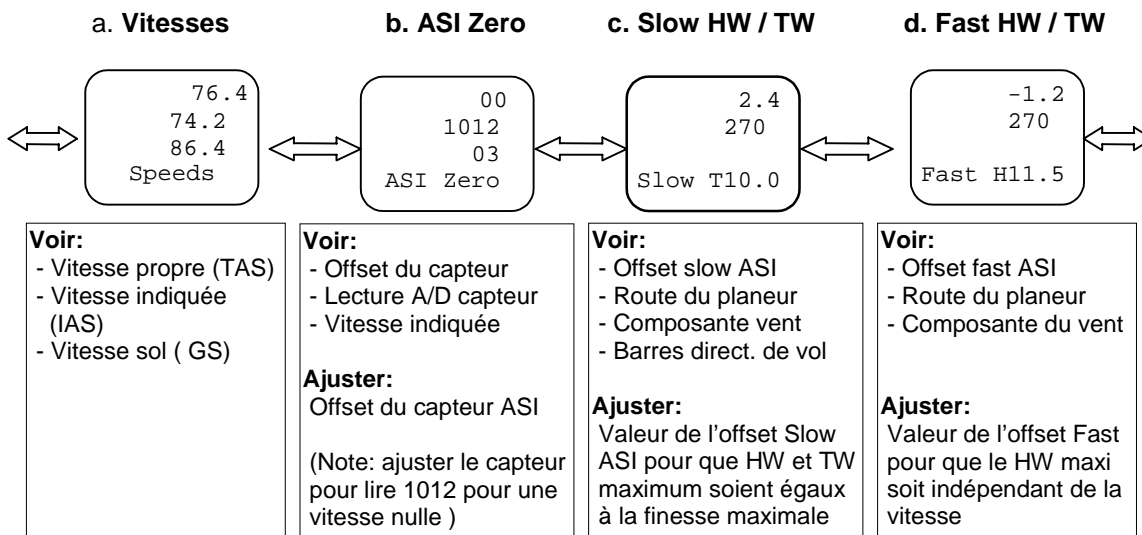 a. Vitesses
b. ASI Zero
c. Slow HW / TW
d. Fast HW / TW
76.4
74.2
86.4
Speeds
00
1012
03
ASI Zero
2.4
270
Slow T10.0
-1.2
270
Fast H11.5
Voir:
- Vitesse propre (TAS)
- Vitesse indiquée
(IAS)
- Vitesse sol ( GS)
Voir:
- Offset du capteur
- Lecture A/D capteur
- Vitesse indiquée
Ajuster:
Offset du capteur ASI
(Note: ajuster le capteur
pour lire 1012 pour une
vitesse nulle )
Voir:
- Offset slow ASI
- Route du planeur
- Composante vent
- Barres direct. de vol
Ajuster:
Valeur de l’offset Slow
ASI pour que HW et TW
maximum soient égaux
à la finesse maximale
Voir:
- Offset fast ASI
- Route du planeur
- Composante du vent
Ajuster:
Valeur de l’offset Fast
pour que le HW maxi
soit indépendant de la
vitesse